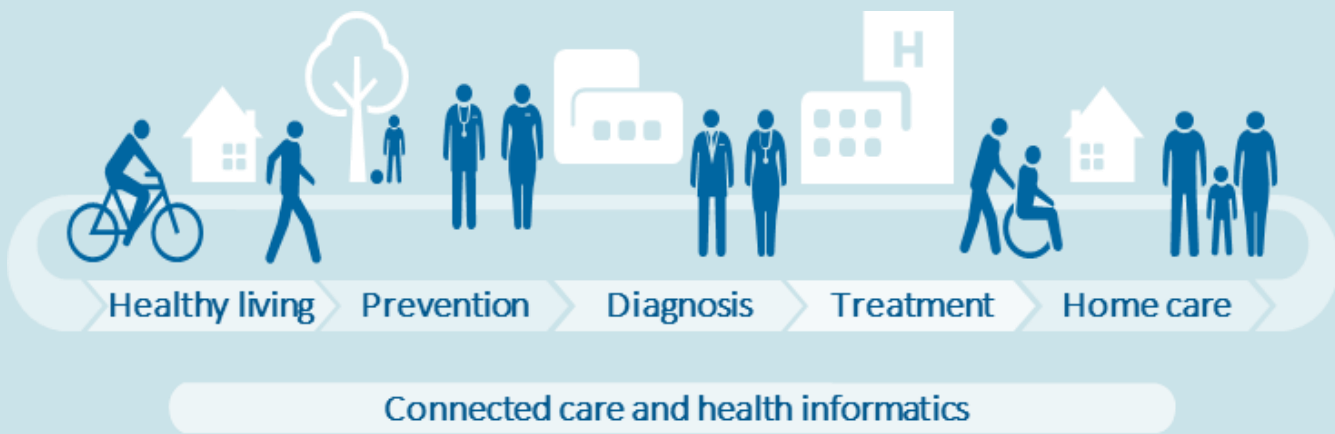 H
Healthy living
Prevention
Diagnosis
Treatment
Home care
Connected care and health informatics